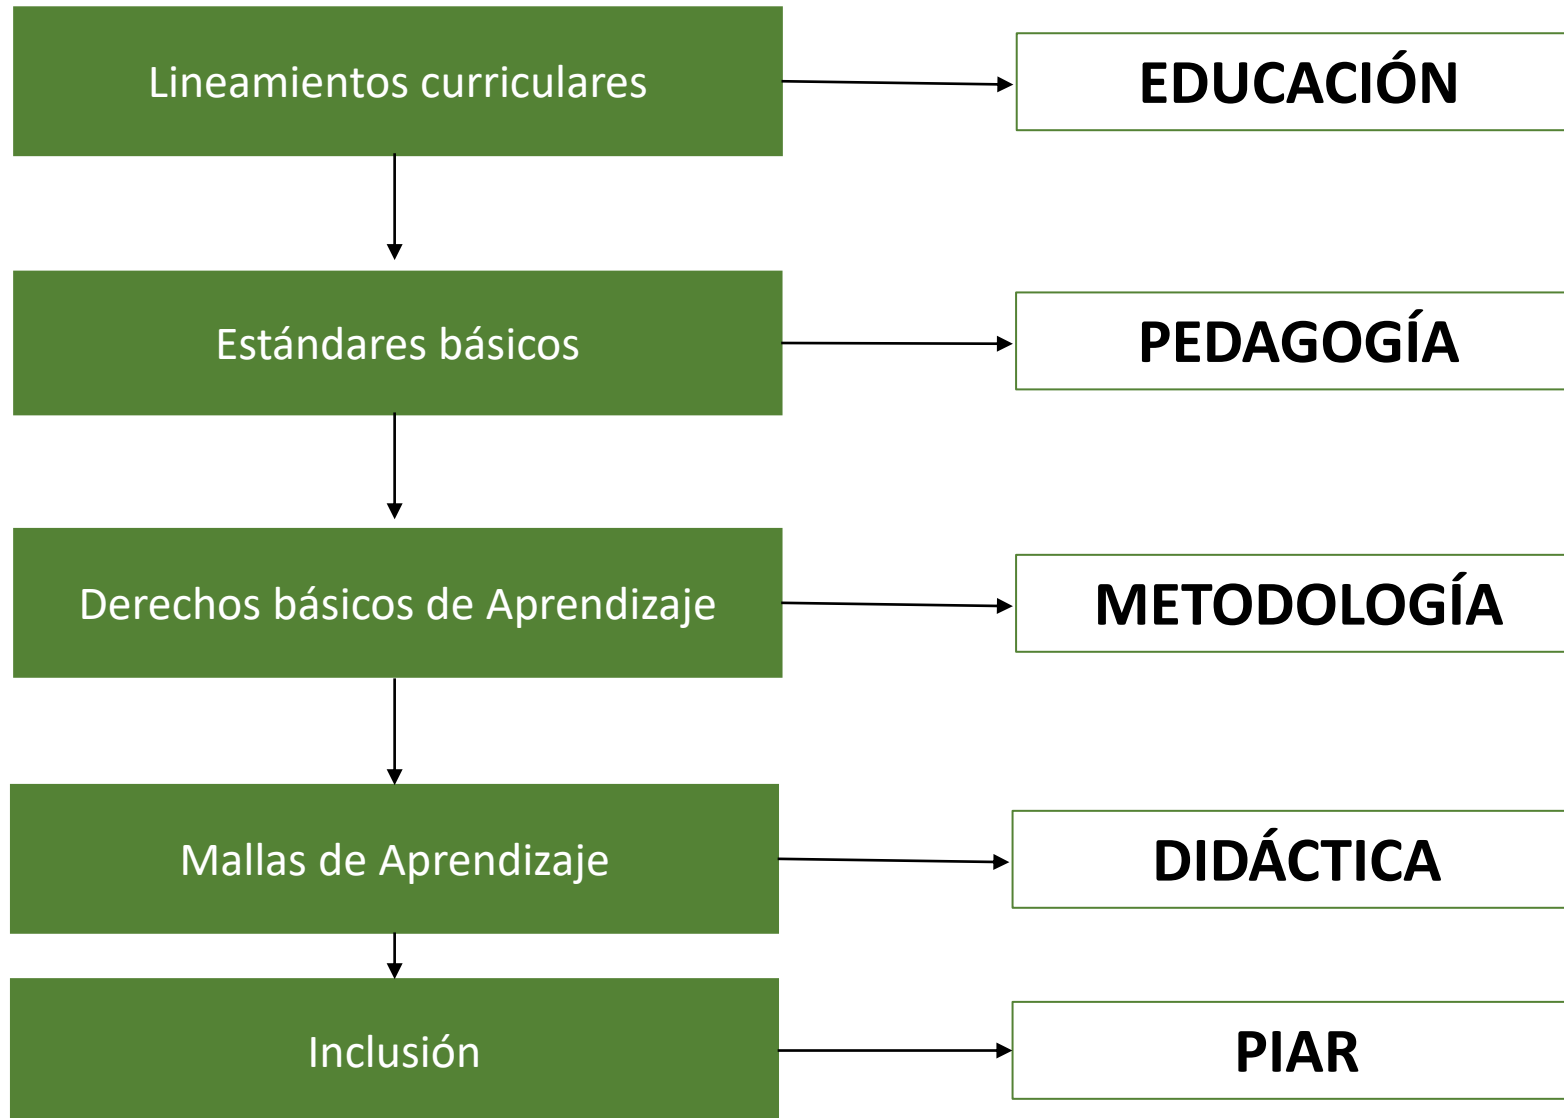 Lineamientos curriculares
EDUCACIÓN
Estándares básicos
PEDAGOGÍA
Derechos básicos de Aprendizaje
METODOLOGÍA
Mallas de Aprendizaje
DIDÁCTICA
Inclusión
PIAR